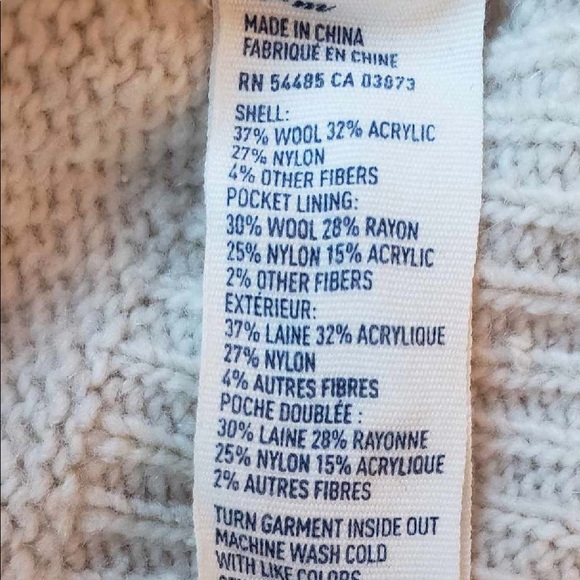 MADE IN CHINA
FABRIQUÉ EN CHINE
RN 54485 CA 03873
SHELL:
37% WOOL 32% ACRYLIC
27% NYLON
4% OTHER FIBERS
POCKET LINING:
30% WOOL 28% RAYON
25% NYLON 15% ACRYLIC
2% OTHER FIBERS
EXTÉRIEUR:
37% LAINE 32% ACRYLIQUE
27% NYLON
4% AUTRES FIBRES
POCHE DOUBLÉE :
30% LAINE 28% RAYONNE
25% NYLON 15% ACRYLIQUE
2% AUTRES FIBRES
TURN GARMENT INSIDE OUT
MACHINE WASH COLD
WITH LIKE COLORS